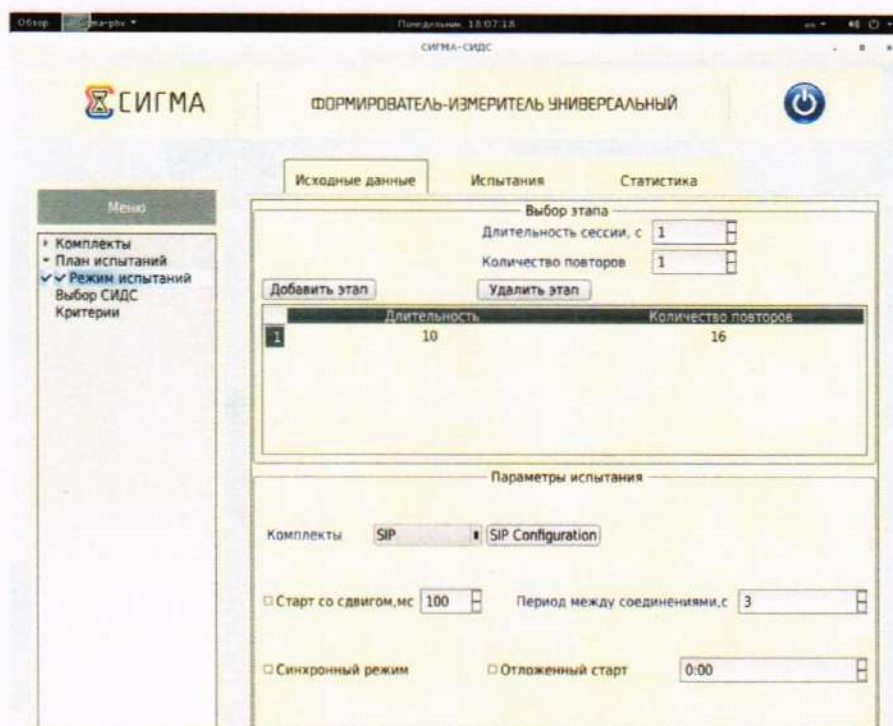 Обзор
Понедельник, 18:07:18
en
СИГМА-СИДС
СИГМА
ФОРМИРОВАТЕЛЬ-ИЗМЕРИТЕЛЬ УНИВЕРСАЛЬНЫЙ
Исходные данные Испытания Статистика
Меню
Комплекты
План испытаний
Режим испытаний
Выбор СИДС
Критерии
Выбор этапа
Длительность сессии, с 1
Количество повторов 1
Добавить этап Удалить этап
Длительность Количество повторов
1 10 16
Параметры испытания
Комплекты SIP SIP Configuration
Старт со сдвигом,мс 100 Период между соединениями,с 3
Синхронный режим Отложенный старт 0:00